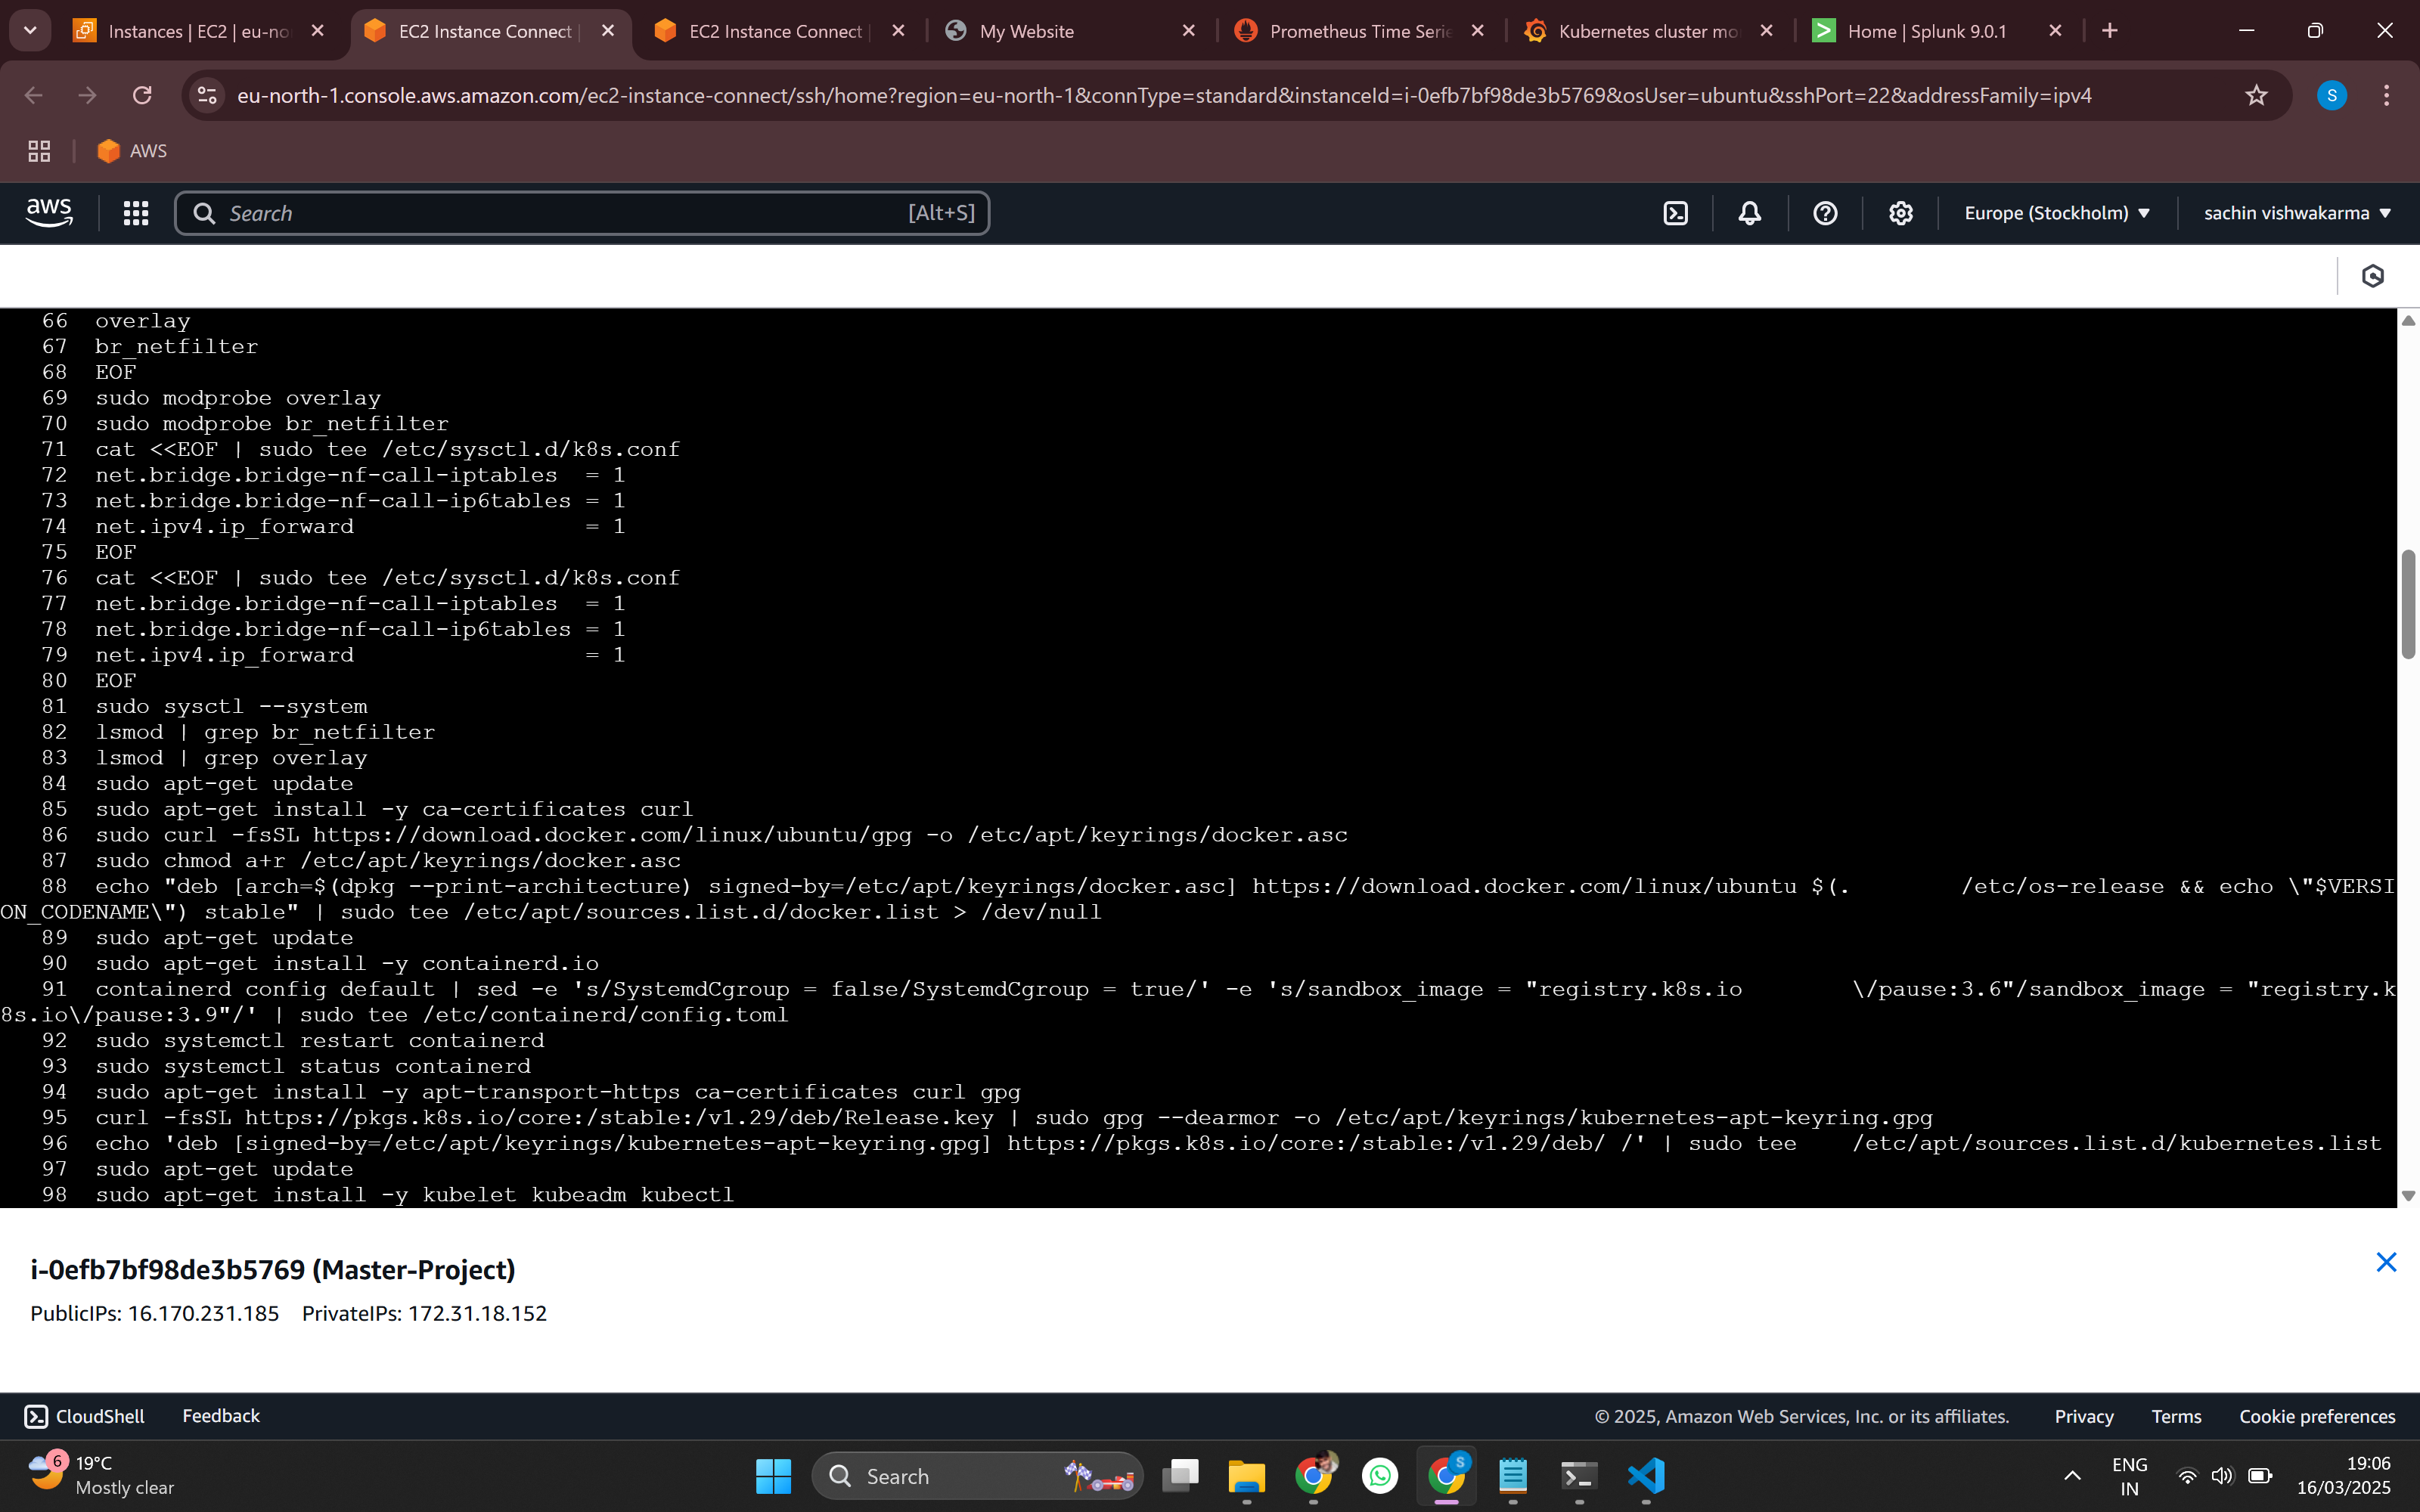 Instances | EC2 | eu-no
EC2 Instance Connect |
EC2 Instance Connect |
My Website
Prometheus Time Serie
Kubernetes cluster mo
Home | Splunk 9.0.1
eu-north-1.console.aws.amazon.com/ec2-instance-connect/ssh/home?region=eu-north-1&connType=standard&instanceId=i-0efb7bf98de3b5769&osUser=ubuntu&sshPort=22&addressFamily=ipv4
S
AWS
aws
Search
[Alt+S]
Europe (Stockholm)
sachin vishwakarma
66 overlay
67 br_netfilter
68 EOF
69 sudo modprobe overlay
70 sudo modprobe br_netfilter
71 cat <<EOF | sudo tee /etc/sysctl.d/k8s.conf
72 net.bridge.bridge-nf-call-iptables  = 1
73 net.bridge.bridge-nf-call-ip6tables = 1
74 net.ipv4.ip_forward                 = 1
75 EOF
76 cat <<EOF | sudo tee /etc/sysctl.d/k8s.conf
77 net.bridge.bridge-nf-call-iptables  = 1
78 net.bridge.bridge-nf-call-ip6tables = 1
79 net.ipv4.ip_forward                 = 1
80 EOF
81 sudo sysctl --system
82 lsmod | grep br_netfilter
83 lsmod | grep overlay
84 sudo apt-get update
85 sudo apt-get install -y ca-certificates curl
86 sudo curl -fsSL https://download.docker.com/linux/ubuntu/gpg -o /etc/apt/keyrings/docker.asc
87 sudo chmod a+r /etc/apt/keyrings/docker.asc
88 echo "deb [arch=$(dpkg --print-architecture) signed-by=/etc/apt/keyrings/docker.asc] https://download.docker.com/linux/ubuntu $(.        /etc/os-release && echo \"$VERSI
ON_CODENAME\") stable" | sudo tee /etc/apt/sources.list.d/docker.list > /dev/null
89 sudo apt-get update
90 sudo apt-get install -y containerd.io
91 containerd config default | sed -e 's/SystemdCgroup = false/SystemdCgroup = true/' -e 's/sandbox_image = "registry.k8s.io        \/pause:3.6"/sandbox_image = "registry.k
8s.io\/pause:3.9"/' | sudo tee /etc/containerd/config.toml
92 sudo systemctl restart containerd
93 sudo systemctl status containerd
94 sudo apt-get install -y apt-transport-https ca-certificates curl gpg
95 curl -fsSL https://pkgs.k8s.io/core:/stable:/v1.29/deb/Release.key | sudo gpg --dearmor -o /etc/apt/keyrings/kubernetes-apt-keyring.gpg
96 echo 'deb [signed-by=/etc/apt/keyrings/kubernetes-apt-keyring.gpg] https://pkgs.k8s.io/core:/stable:/v1.29/deb/ /' | sudo tee    /etc/apt/sources.list.d/kubernetes.list
97 sudo apt-get update
98 sudo apt-get install -y kubelet kubeadm kubectl
i-0efb7bf98de3b5769 (Master-Project)
PublicIPs: 16.170.231.185 PrivateIPs: 172.31.18.152
CloudShell
Feedback
© 2025, Amazon Web Services, Inc. or its affiliates.
Privacy
Terms
Cookie preferences
6
19°C
Mostly clear
Search
S
ENG
IN
19:06
16/03/2025